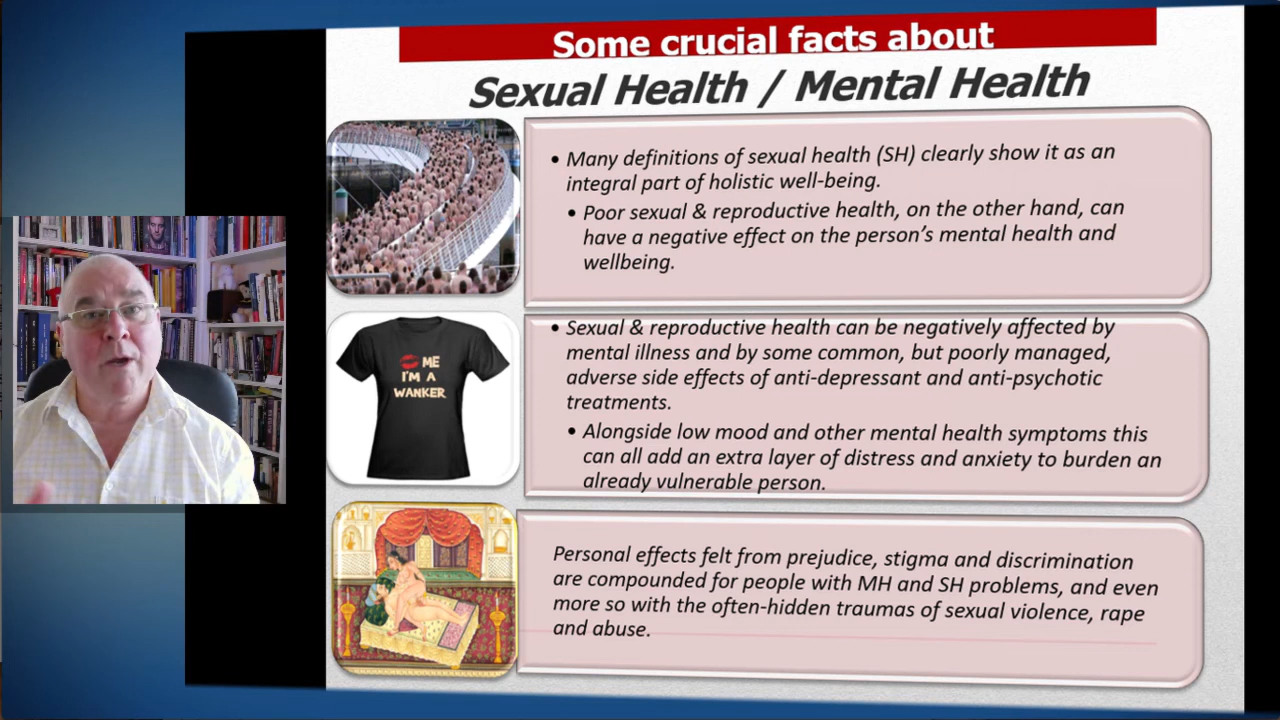 Some crucial facts about
Sexual Health / Mental Health
• Many definitions of sexual health (SH) clearly show it as an
integral part of holistic well-being.
• Poor sexual & reproductive health, on the other hand, can
have a negative effect on the person's mental health and
wellbeing.
ME
I'M A
WANKER
• Sexual & reproductive health can be negatively affected by
mental illness and by some common, but poorly managed,
adverse side effects of anti-depressant and anti-psychotic
treatments.
• Alongside low mood and other mental health symptoms this
can all add an extra layer of distress and anxiety to burden an
already vulnerable person.
Personal effects felt from prejudice, stigma and discrimination
are compounded for people with MH and SH problems, and even
more so with the often-hidden traumas of sexual violence, rape
and abuse.